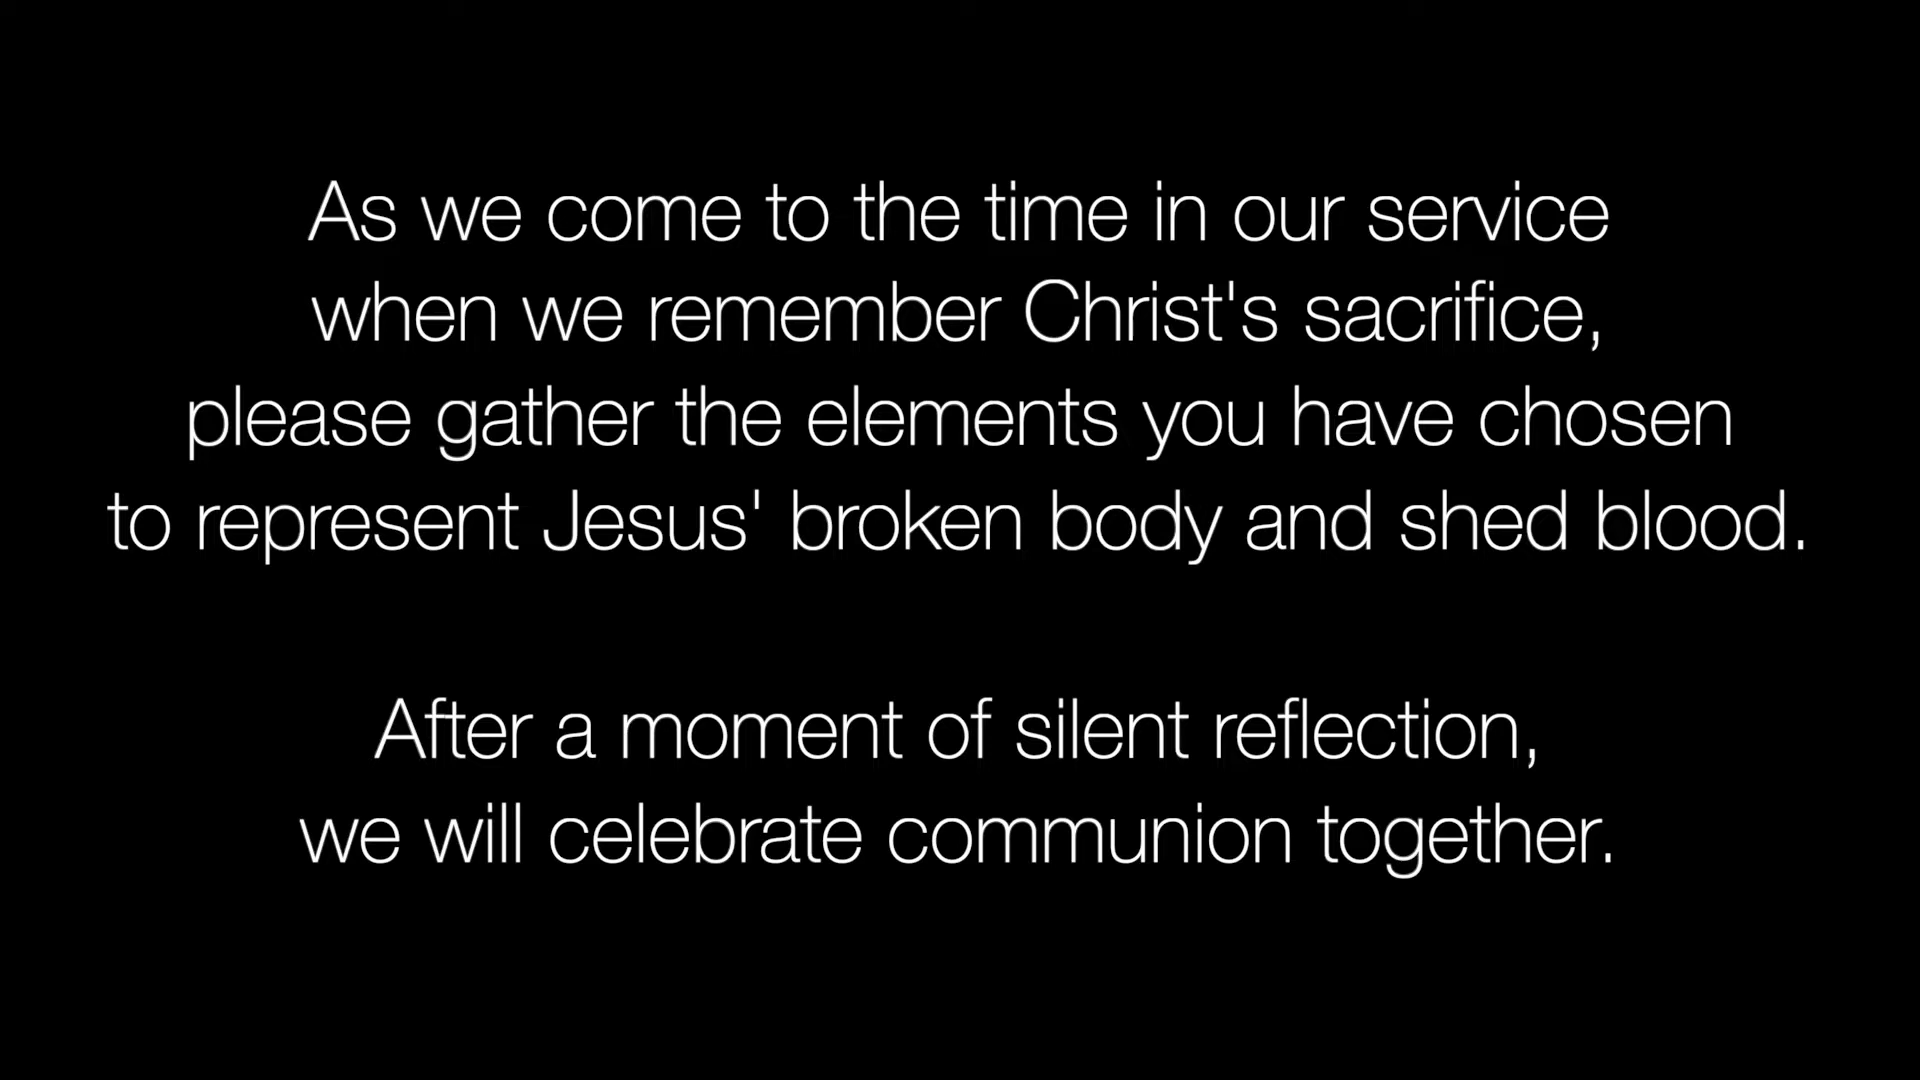 As we come to the time in our service
when we remember Christ's sacrifice,
please gather the elements you have chosen
to represent Jesus' broken body and shed blood.
After a moment of silent reflection,
we will celebrate communion together.